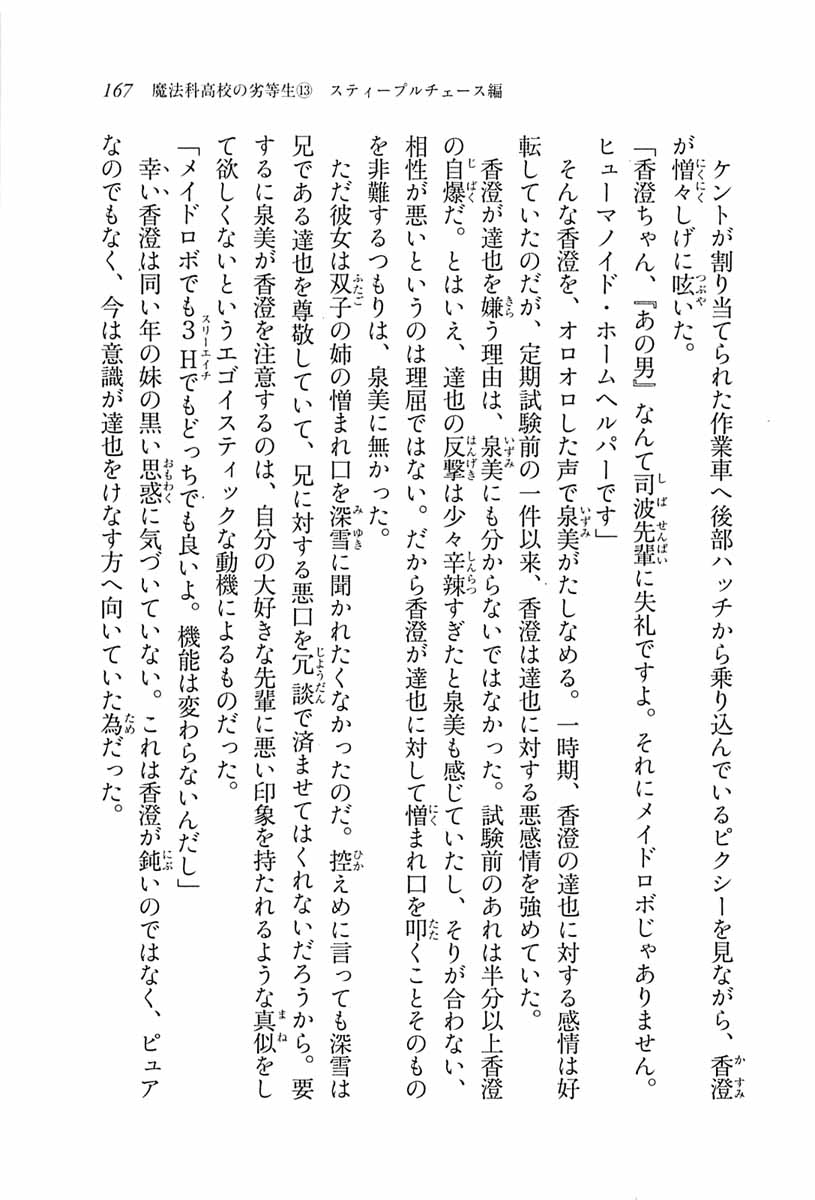 167 魔法科高校の劣等生⑬ スティープルチェース編
ケントが割り当てられた作業車へ後部ハッチから乗り込んでいるピクシーを見ながら、香澄
が憎々しげに呟いた。
「香澄ちゃん、『あの男』なんて司波先輩に失礼ですよ。それにメイドロボじゃありません。
ヒューマノイド・ホームヘルパーです」
そんな香澄を、オロオロした声で泉美がたしなめる。一時期、香澄の達也に対する感情は好
転していたのだが、定期試験前の一件以来、香澄は達也に対する悪感情を強めていた。
香澄が達也を嫌う理由は、泉美にも分からないではなかった。試験前のあれは半分以上香澄
の自爆だ。とはいえ、達也の反撃は少々辛辣すぎたと泉美も感じていたし、そりが合わない、
相性が悪いというのは理屈ではない。だから香澄が達也に対して憎まれ口を叩くことそのもの
を非難するつもりは、泉美に無かった。
ただ彼女は双子の姉の憎まれ口を深雪に聞かれたくなかったのだ。控えめに言っても深雪は
兄である達也を尊敬していて、兄に対する悪口を冗談で済ませてはくれないだろうから。要
するに泉美が香澄を注意するのは、自分の大好きな先輩に悪い印象を持たれるような真似をし
て欲しくないというエゴイスティックな動機によるものだった。
「メイドロボでも3Hでもどっちでも良いよ。機能は変わらないんだし」
幸い香澄は同い年の妹の黒い思惑に気づいていない。これは香澄が鈍いのではなく、ピュア
なのでもなく、今は意識が達也をけなす方へ向いていた為だった。